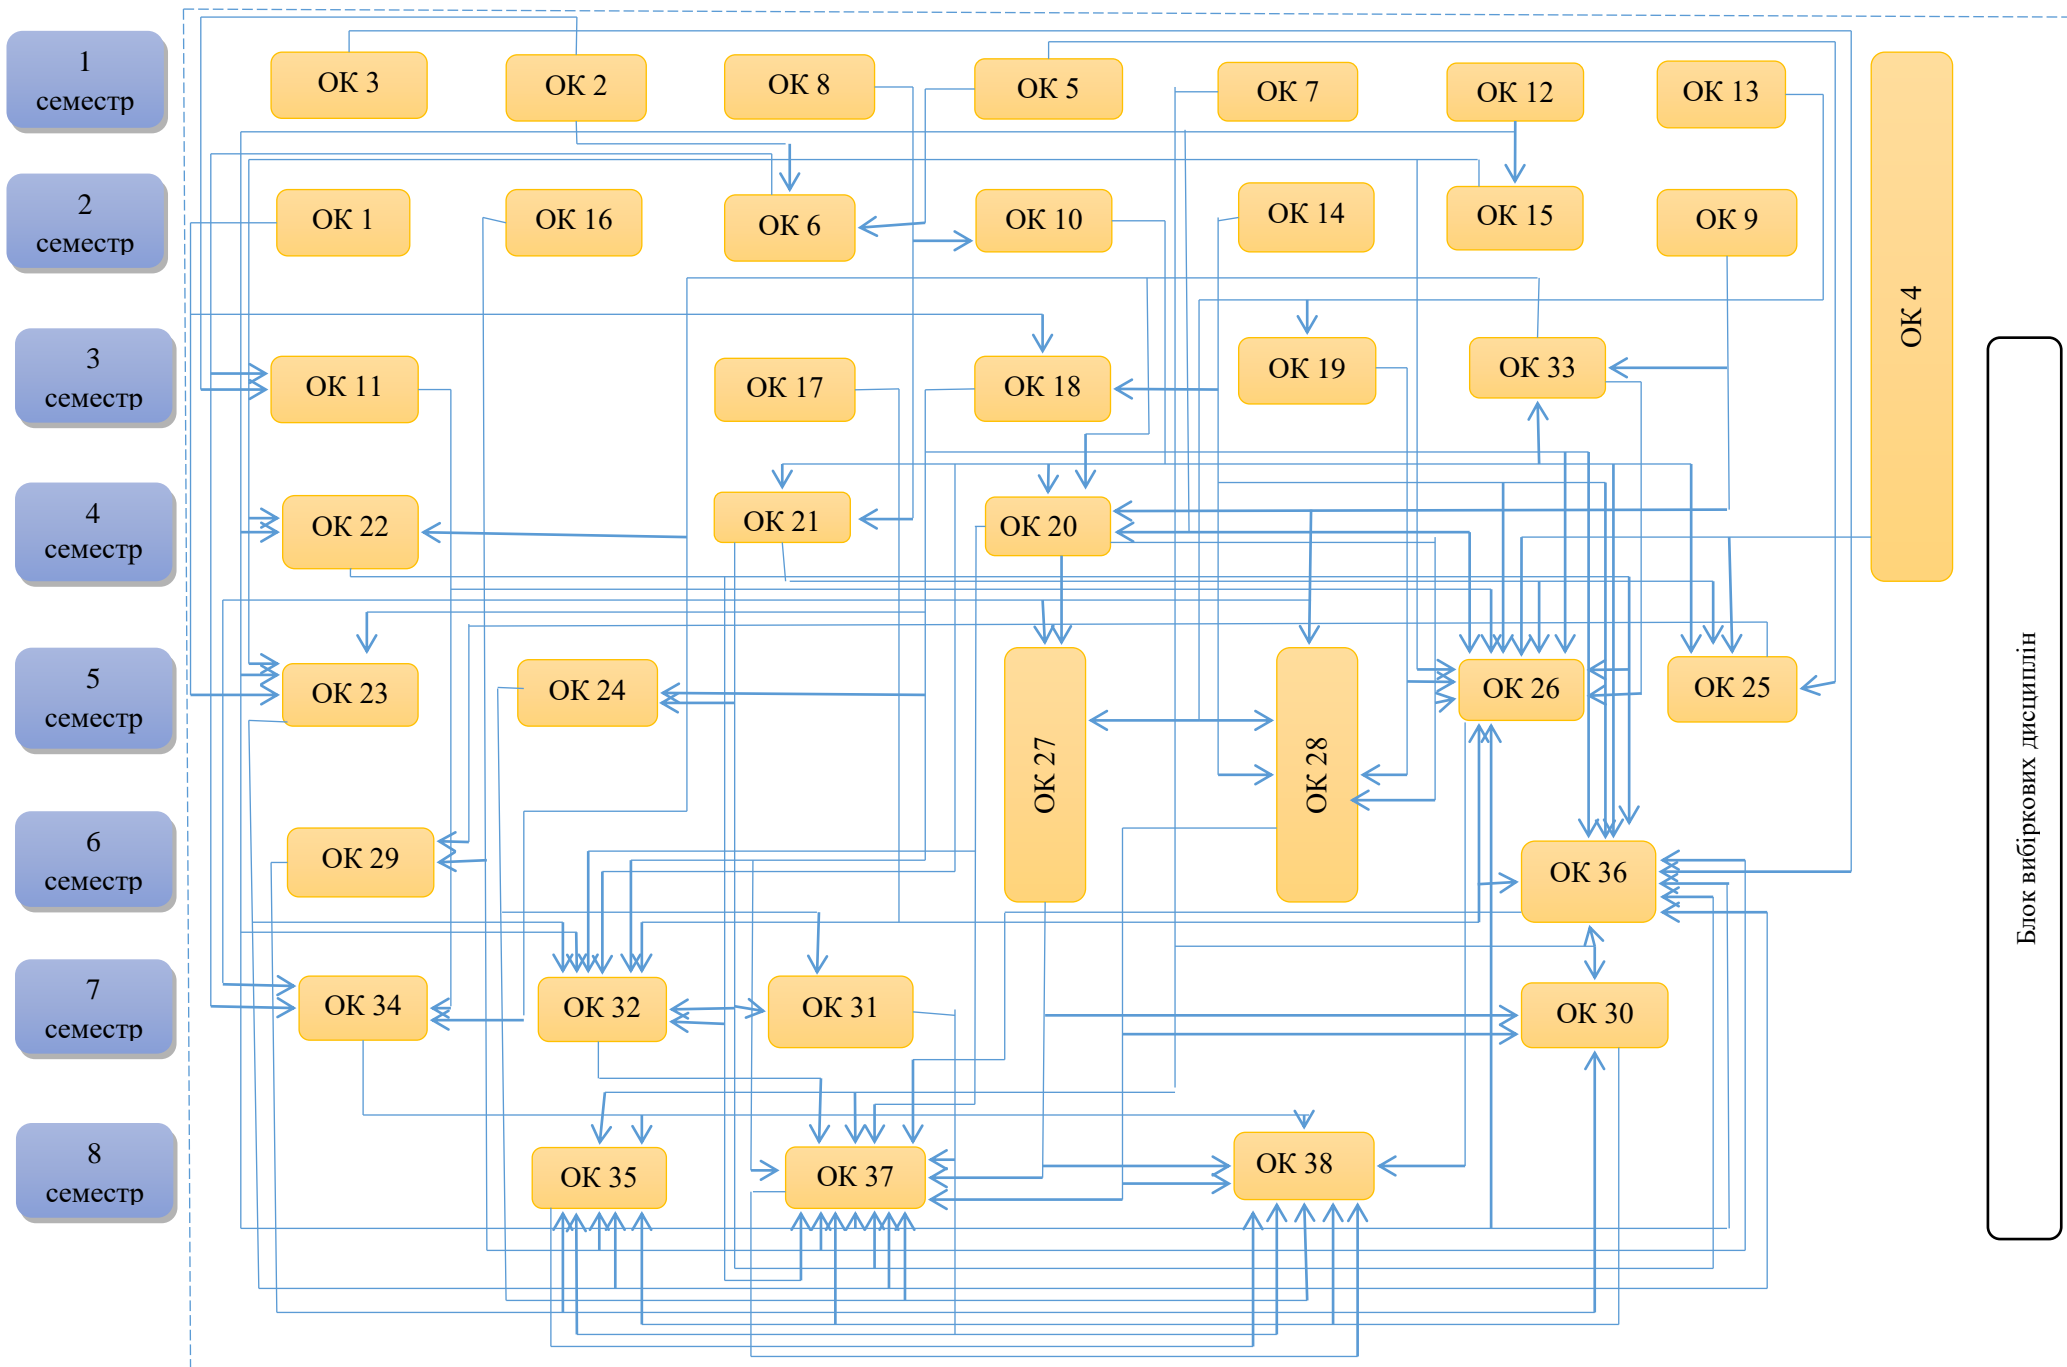 1
семестр
ОК 3
ОК 2
ОК 8
ОК 5
ОК 7
ОК 12
ОК 13
ОК 4
2
семестр
ОК 1
ОК 16
ОК 6
ОК 10
ОК 14
ОК 15
ОК 9
3
семестр
ОК 11
ОК 17
ОК 18
ОК 19
ОК 33
4
семестр
ОК 22
ОК 21
ОК 20
5
семестр
ОК 23
ОК 24
ОК 27
ОК 28
ОК 26
ОК 25
6
семестр
ОК 29
ОК 36
7
семестр
ОК 34
ОК 32
ОК 31
ОК 30
8
семестр
ОК 35
ОК 37
ОК 38
Блок вибіркових дисциплін